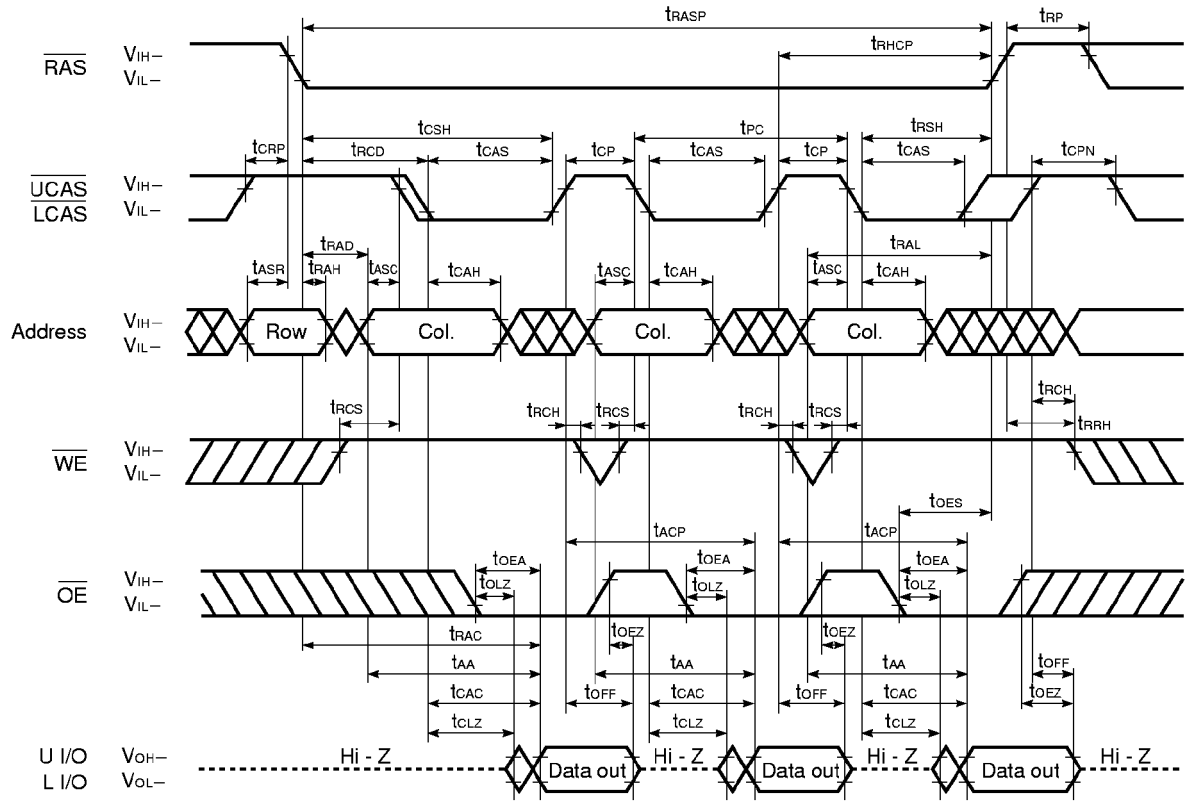 tRASP tRP
RAS VIH– tRHCP
VIL–
tCSH tPC tRSH
tCRP tRCD tCAS tCP tCAS tCP tCAS tCPN
UCAS VIH–
LCAS VIL–
tRAD tRAL
tASR tRAH tASC tCAH tASC tCAH tASC tCAH
Address VIH– Row Col. Col. Col.
VIL–
tRCH
tRCS tRCH tRCS tRCH tRCS tRRH
WE VIH–
VIL–
tOES
tACP tACP
tOEA tOEA tOEA
OE VIH– tOLZ tOLZ tOLZ
VIL–
tRAC tOEZ tOEZ
tAA tAA tAA tOFF
tCAC tOFF tCAC tOFF tCAC tOEZ
tCLZ tCLZ tCLZ
U I/O VOH– Hi - Z Hi - Z Hi - Z Hi - Z
L I/O VOL– Data out Data out Data out